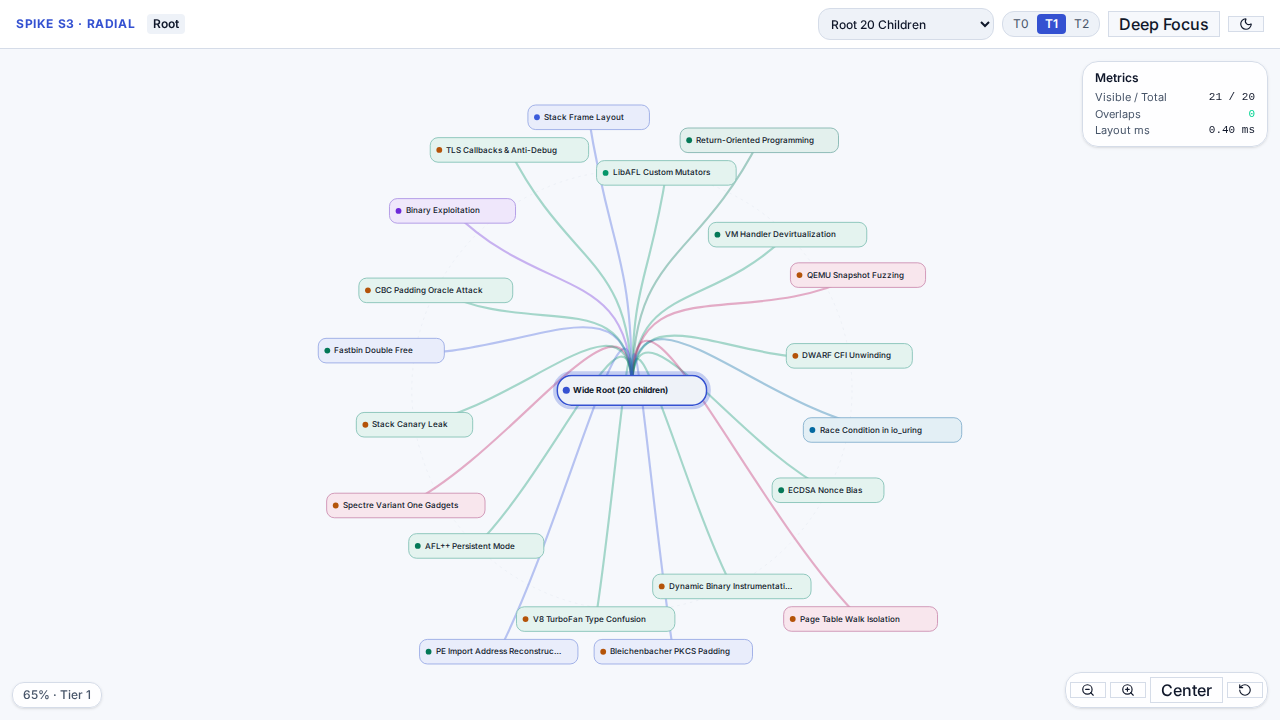 SPIKE S3 · RADIAL
Root
Root 20 Children
T0
T1
T2
Deep Focus
Metrics
Visible / Total
21 / 20
Overlaps
0
Layout ms
0.40 ms
Stack Frame Layout
Return-Oriented Programming
TLS Callbacks & Anti-Debug
LibAFL Custom Mutators
Binary Exploitation
VM Handler Devirtualization
QEMU Snapshot Fuzzing
CBC Padding Oracle Attack
Fastbin Double Free
DWARF CFI Unwinding
Wide Root (20 children)
Stack Canary Leak
Race Condition in io_uring
ECDSA Nonce Bias
Spectre Variant One Gadgets
AFL++ Persistent Mode
Dynamic Binary Instrumentati...
V8 TurboFan Type Confusion
Page Table Walk Isolation
PE Import Address Reconstruc...
Bleichenbacher PKCS Padding
65% · Tier 1
Center